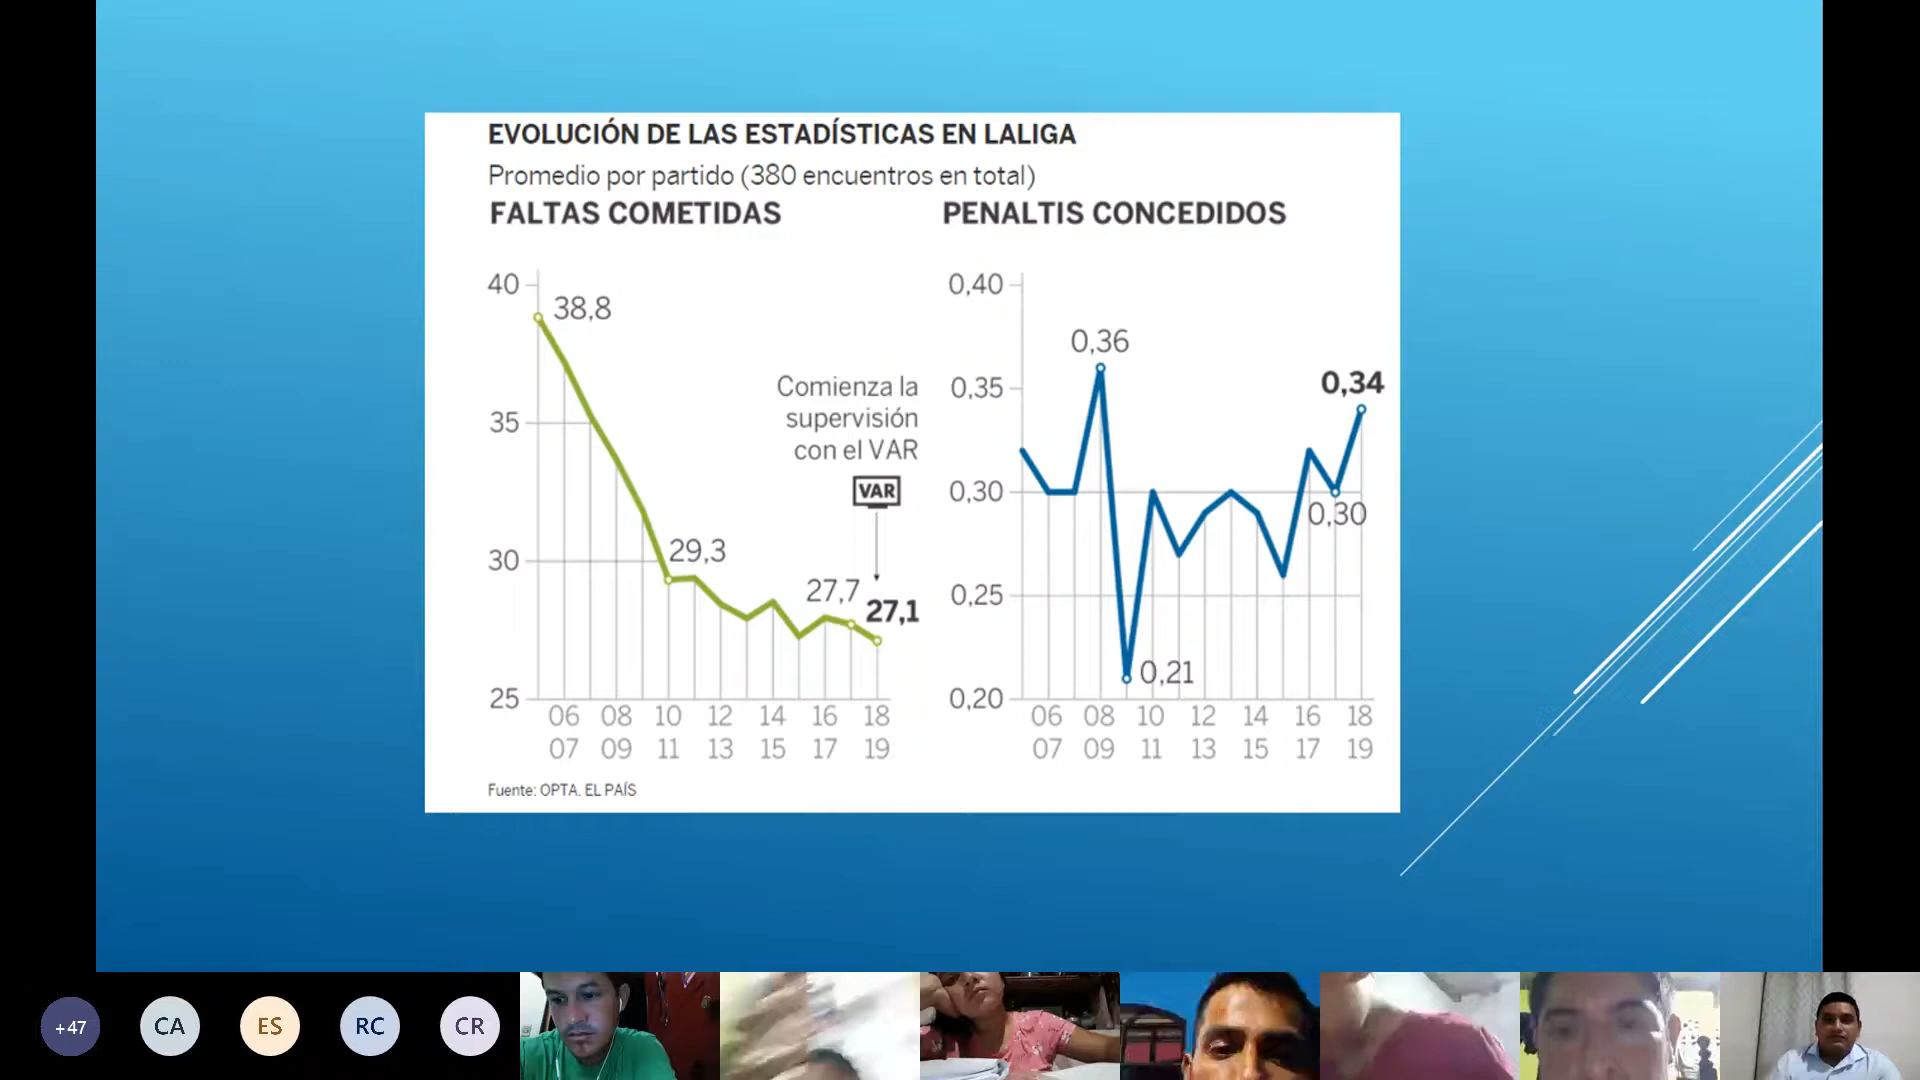 EVOLUCIÓN DE LAS ESTADÍSTICAS EN LALIGA
Promedio por partido (380 encuentros en total)
FALTAS COMETIDAS
40
38,8
35
30
29,3
27,7
27,1
25
Comienza la
supervisión
con el VAR
VAR
06 08 10 12 14 16 18
07 09 11 13 15 17 19
PENALTIS CONCEDIDOS
0,40
0,36
0,35
0,34
0,30
0,30
0,25
0,21
0,20
06 08 10 12 14 16 18
07 09 11 13 15 17 19
Fuente: OPTA. EL PAÍS
+47 CA ES RC CR